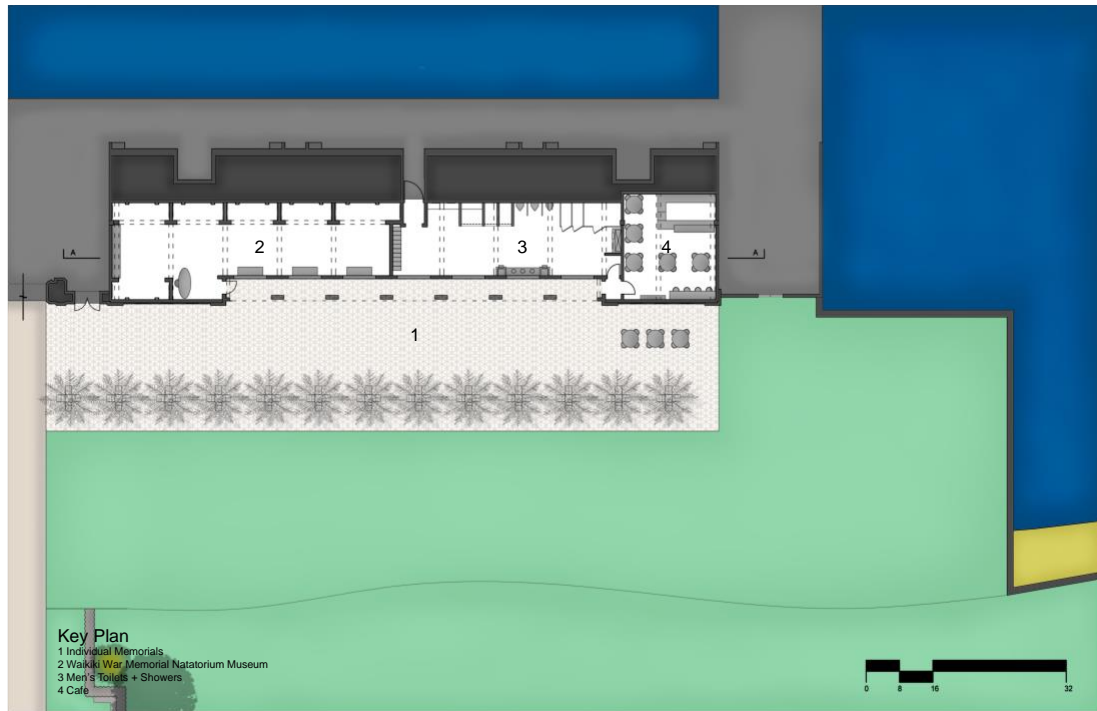 2
3
4
A
A
1
Key Plan
1 Individual Memorials
2 Waikiki War Memorial Natatorium Museum
3 Men's Toilets + Showers
4 Cafe
0 8 16 32